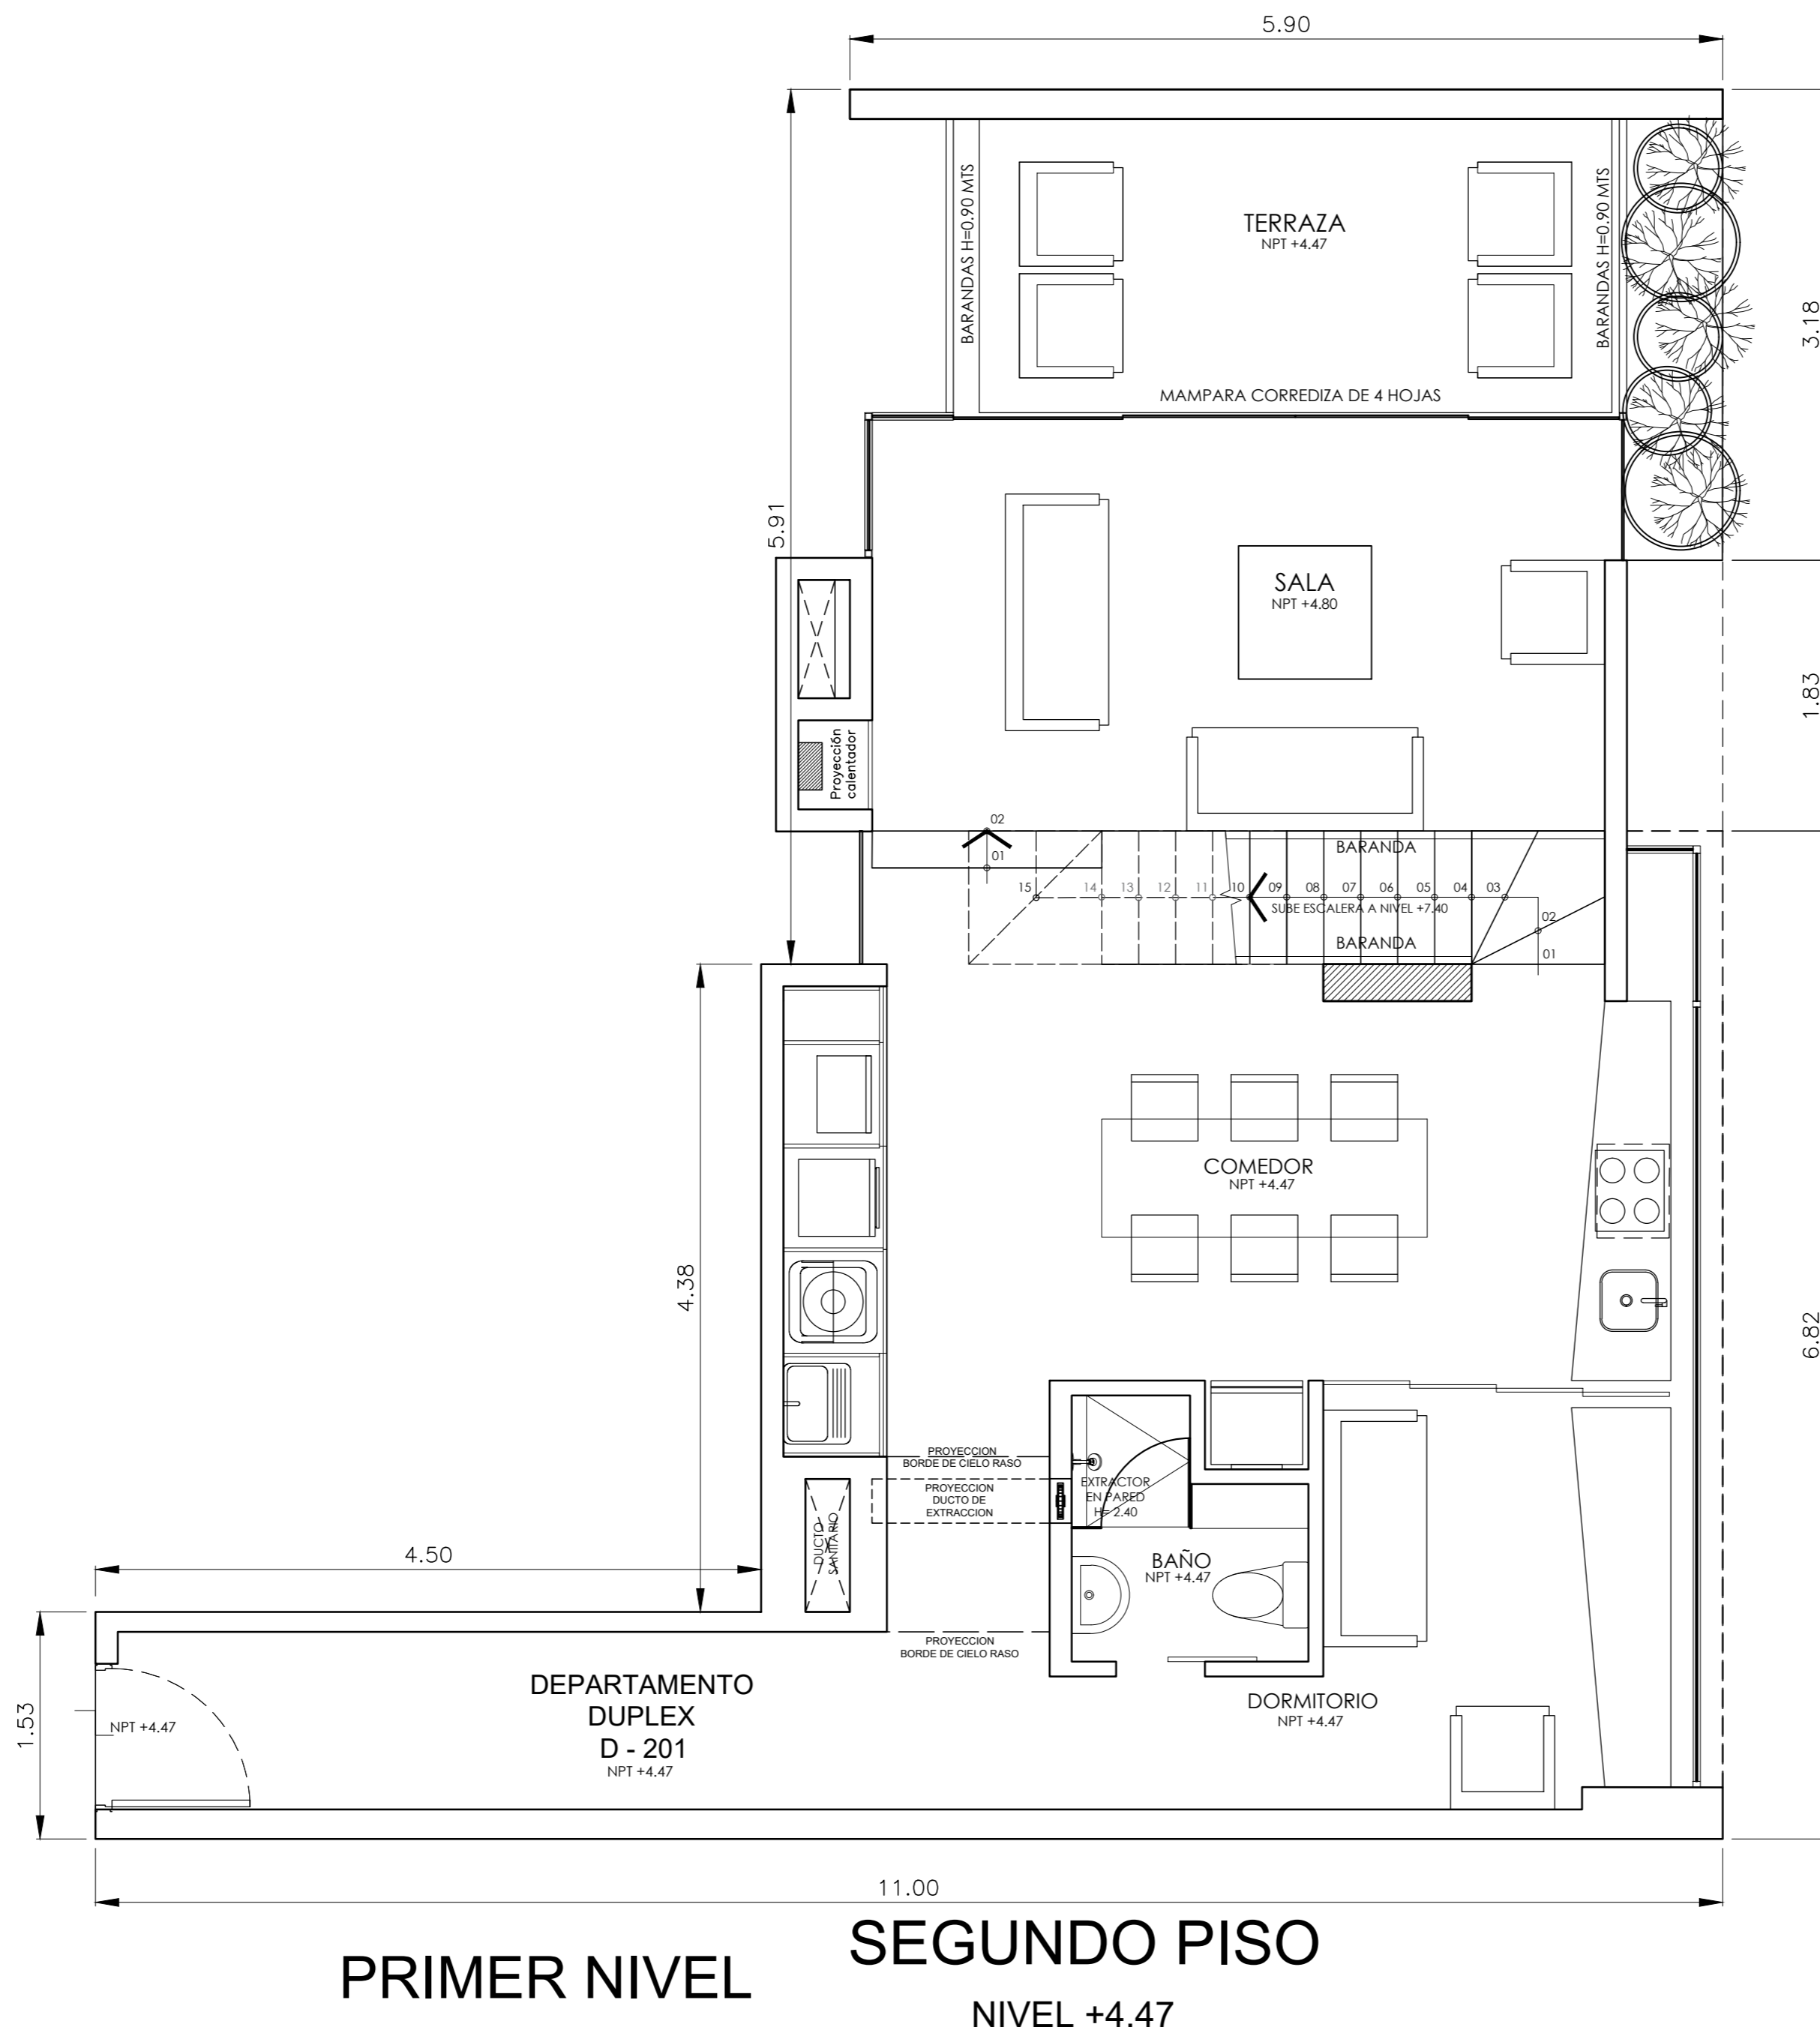 5.90
BARANDAS H=0.90 MTS
TERRAZA
NPT +4.47
BARANDAS H=0.90 MTS
3.18
MAMPARA CORREDIZA DE 4 HOJAS
5.91
SALA
NPT +4.80
1.83
Proyección
calentador
02
01
BARANDA
15
14
13
12
11
10
09
08
07
06
05
04
03
SUBE ESCALERA A NIVEL +7.40
02
BARANDA
01
COMEDOR
NPT +4.47
4.38
6.82
PROYECCION
BORDE DE CIELO RASO
PROYECCION
DUCTO DE
EXTRACCION
EXTRACTOR
EN PARED
H= 2.40
DUCTO
SANITARIO
4.50
BAÑO
NPT +4.47
PROYECCION
BORDE DE CIELO RASO
DEPARTAMENTO
DUPLEX
D - 201
NPT +4.47
DORMITORIO
NPT +4.47
1.53
NPT +4.47
11.00
SEGUNDO PISO
PRIMER NIVEL
NIVEL +4.47